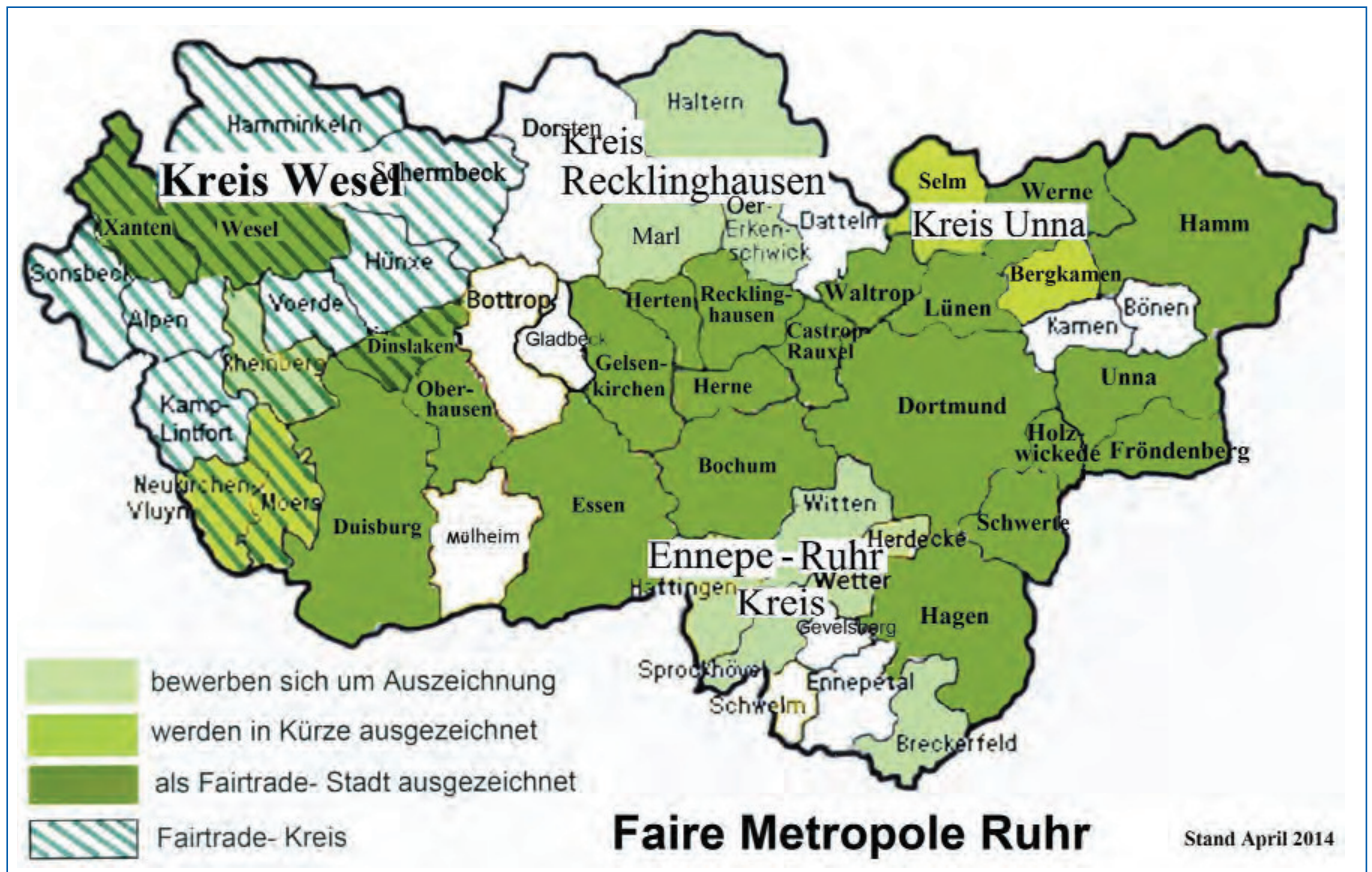 Haltern
Hamminkeln
Dorsten
Kreis
Recklinghausen
Kreis Wesel
Schermbeck
Selm
Werne
Hamm
Oer-
Erken-
schwick
Datteln
Kreis Unna
Xanten
Wesel
Marl
Sonsbeck
Hünxe
Bergkamen
Voerde
Bottrop
Herten
Reckling-
hausen
Waltrop
Lünen
Bönen
Kamen
Alpen
Gladbeck
Castrop
Rauxel
Dinslaken
Rheinberg
Gelsen-
kirchen
Herne
Unna
Ober-
hausen
Dortmund
Kamp-
Lintfort
Holz-
wickede
Fröndenberg
Bochum
Neukirchen
Vluyn
Moers
Essen
Witten
Duisburg
Mülheim
Schwerte
Herdecke
Ennepe-Ruhr
Kreis
Hattingen
Wetter
Hagen
Gevelsberg
Sprockhövel
Ennepetal
Schwelm
Breckerfeld
bewerben sich um Auszeichnung
werden in Kürze ausgezeichnet
als Fairtrade- Stadt ausgezeichnet
Fairtrade- Kreis
Faire Metropole Ruhr
Stand April 2014